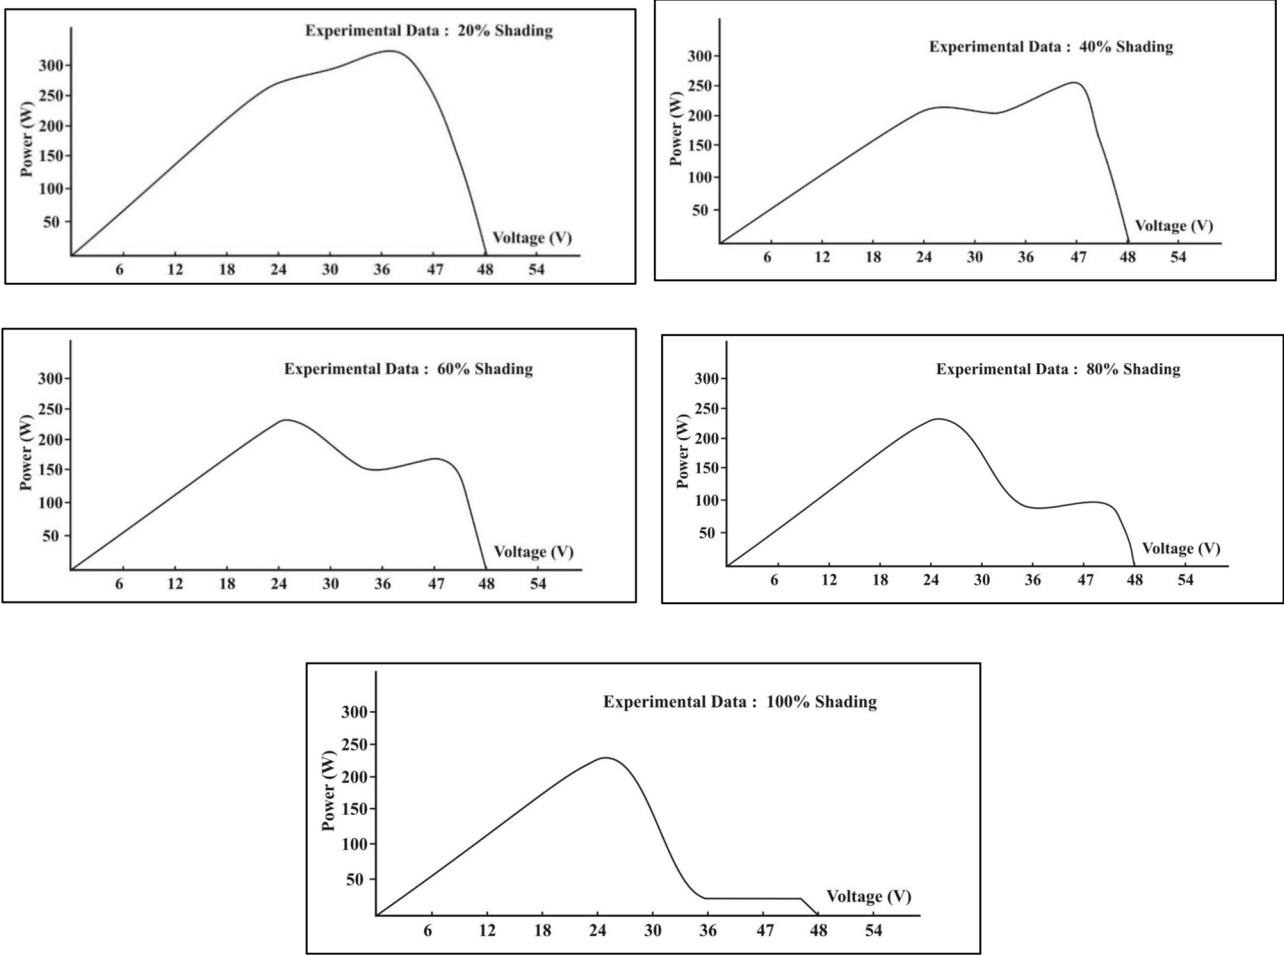 Experimental Data : 20% Shading
300
250
200
150
100
50
Power (W)
Voltage (V)
6 12 18 24 30 36 47 48 54
Experimental Data : 40% Shading
300
250
200
150
100
50
Power (W)
Voltage (V)
6 12 18 24 30 36 47 48 54
Experimental Data : 60% Shading
300
250
200
150
100
50
Power (W)
Voltage (V)
6 12 18 24 30 36 47 48 54
Experimental Data : 80% Shading
300
250
200
150
100
50
Power (W)
Voltage (V)
6 12 18 24 30 36 47 48 54
Experimental Data : 100% Shading
300
250
200
150
100
50
Power (W)
Voltage (V)
6 12 18 24 30 36 47 48 54